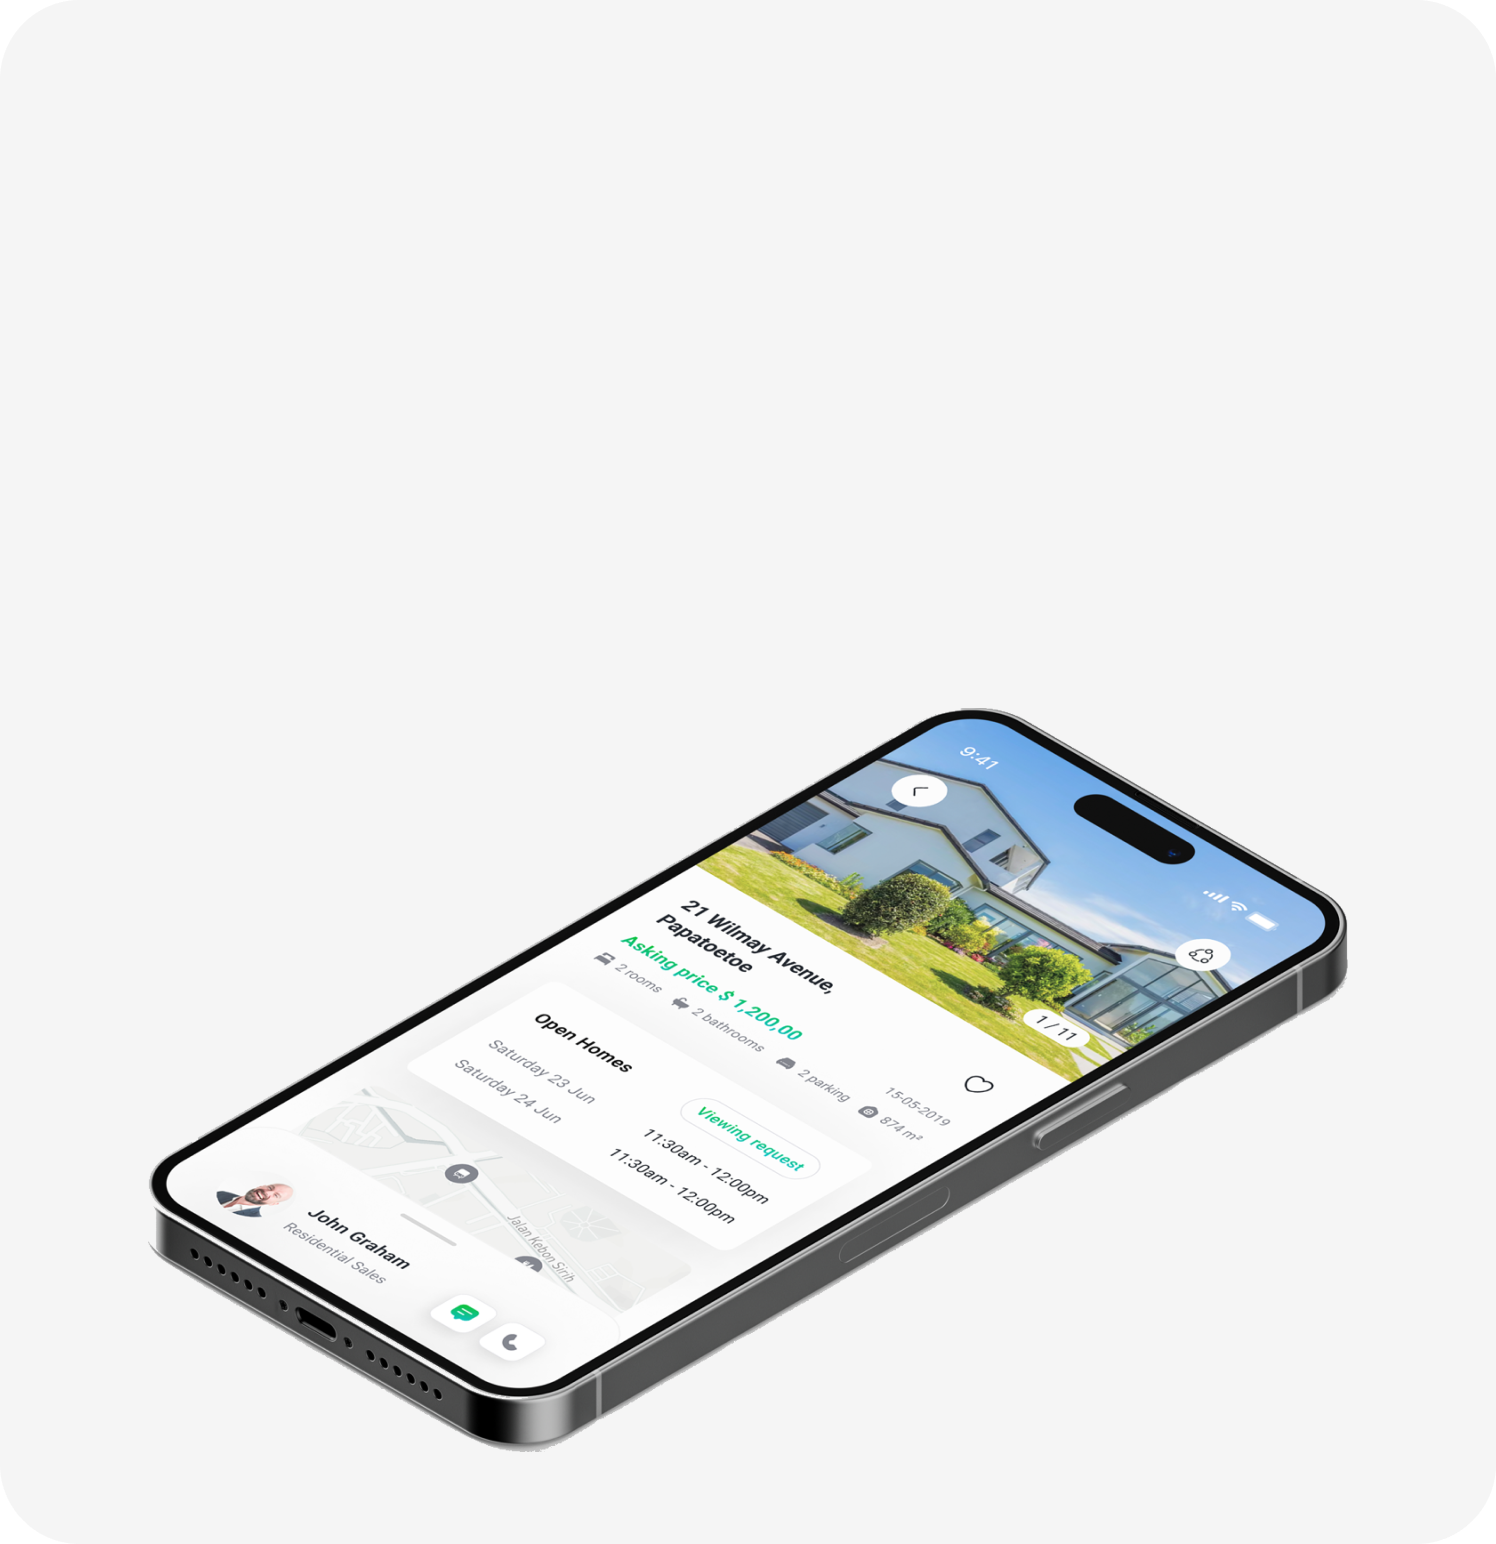 9:41
1 / 11
21 Wilmay Avenue,
Papatoetoe
Asking price $ 1,200,00
15-05-2019
2 rooms 2 bathrooms 2 parking 874 m²
Open Homes
Viewing request
Saturday 23 Jun 11:30am - 12:00pm
Saturday 24 Jun 11:30am - 12:00pm
Jalan Kebon Sirih
John Graham
Residential Sales